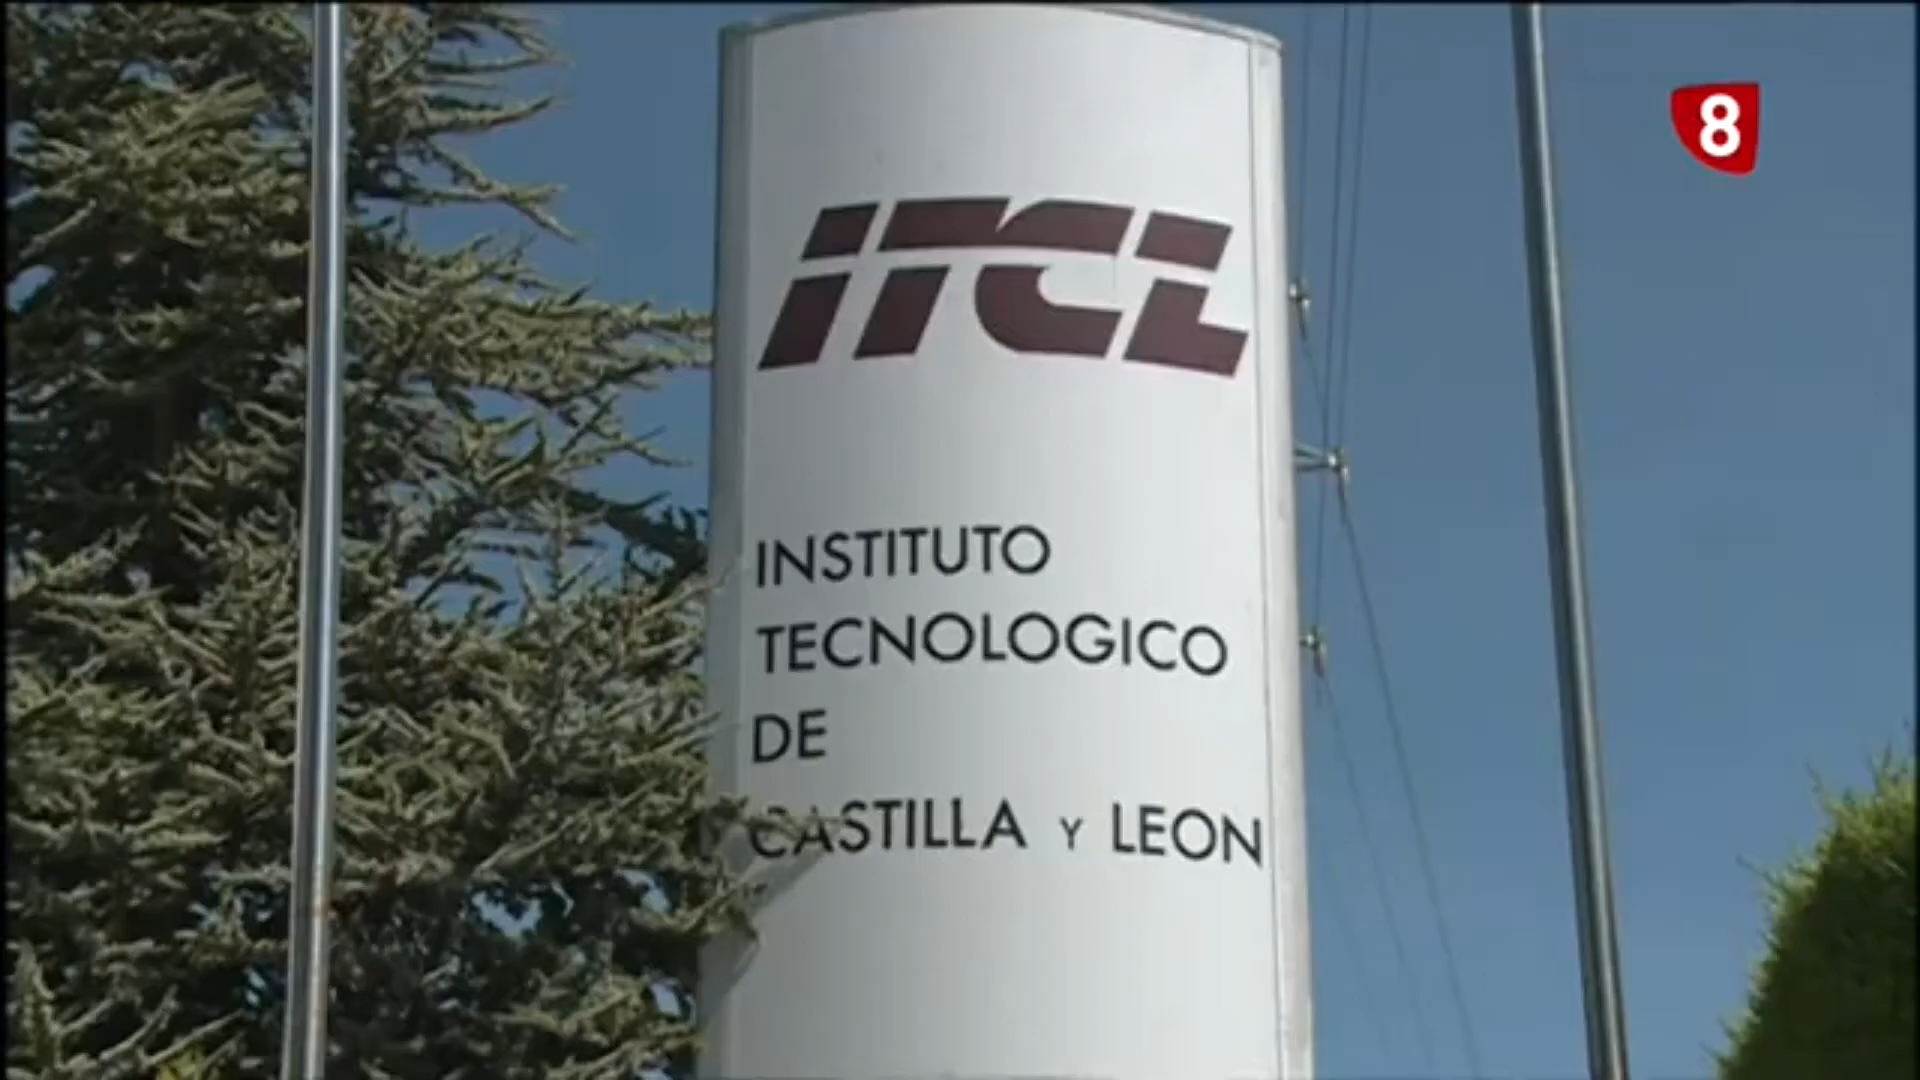 8
ITCL
INSTITUTO
TECNOLOGICO
DE
CASTILLA Y LEON